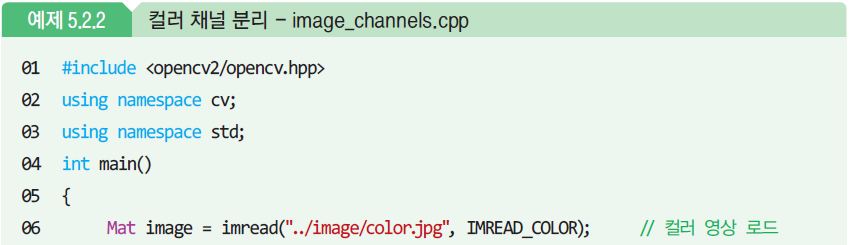 예제 5.2.2 컬러 채널 분리 - image_channels.cpp
01 #include <opencv2/opencv.hpp>
02 using namespace cv;
03 using namespace std;
04 int main()
05 {
06 Mat image = imread("../image/color.jpg", IMREAD_COLOR); // 컬러 영상 로드